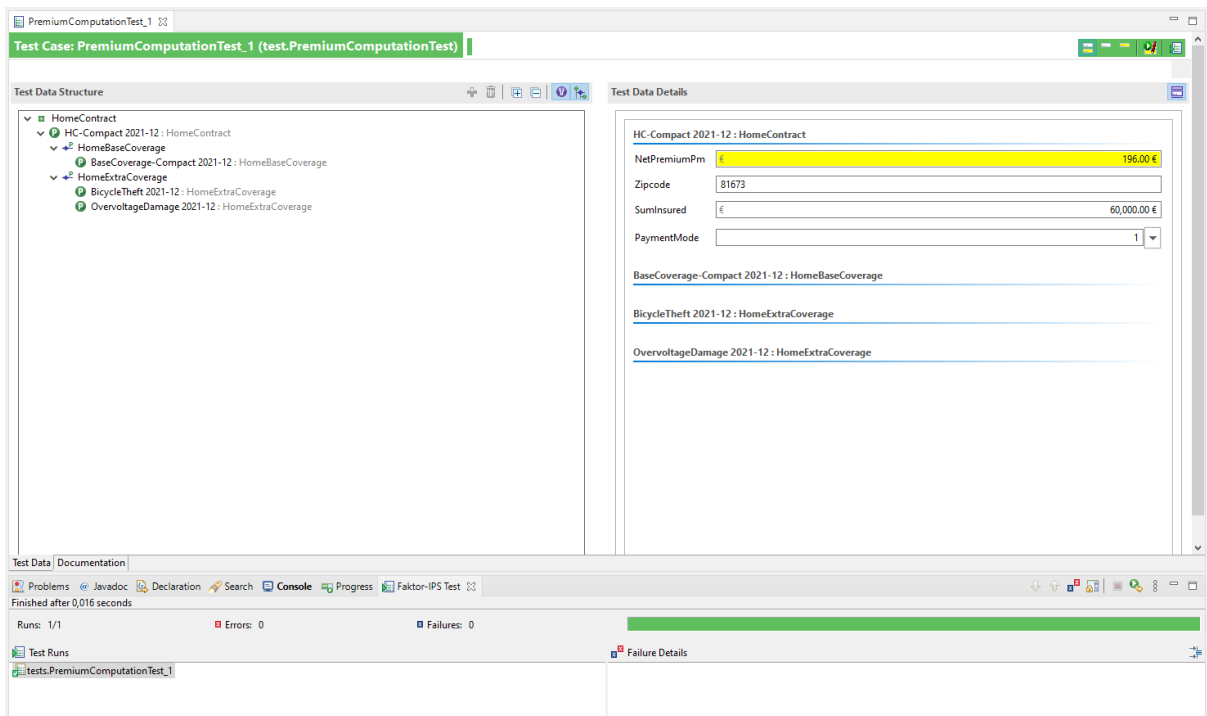 PremiumComputationTest_1
Test Case: PremiumComputationTest_1 (test.PremiumComputationTest)
Test Data Structure
HomeContract
HC-Compact 2021-12 : HomeContract
HomeBaseCoverage
BaseCoverage-Compact 2021-12 : HomeBaseCoverage
HomeExtraCoverage
BicycleTheft 2021-12 : HomeExtraCoverage
OvervoltageDamage 2021-12 : HomeExtraCoverage
Test Data Details
HC-Compact 2021-12 : HomeContract
NetPremiumPm € 196.00 €
Zipcode 81673
SumInsured € 60,000.00 €
PaymentMode 1
BaseCoverage-Compact 2021-12 : HomeBaseCoverage
BicycleTheft 2021-12 : HomeExtraCoverage
OvervoltageDamage 2021-12 : HomeExtraCoverage
Test Data Documentation
Problems @ Javadoc Declaration Search Console Progress Faktor-IPS Test
Finished after 0,016 seconds
Runs: 1/1 Errors: 0 Failures: 0
Test Runs Failure Details
tests.PremiumComputationTest_1